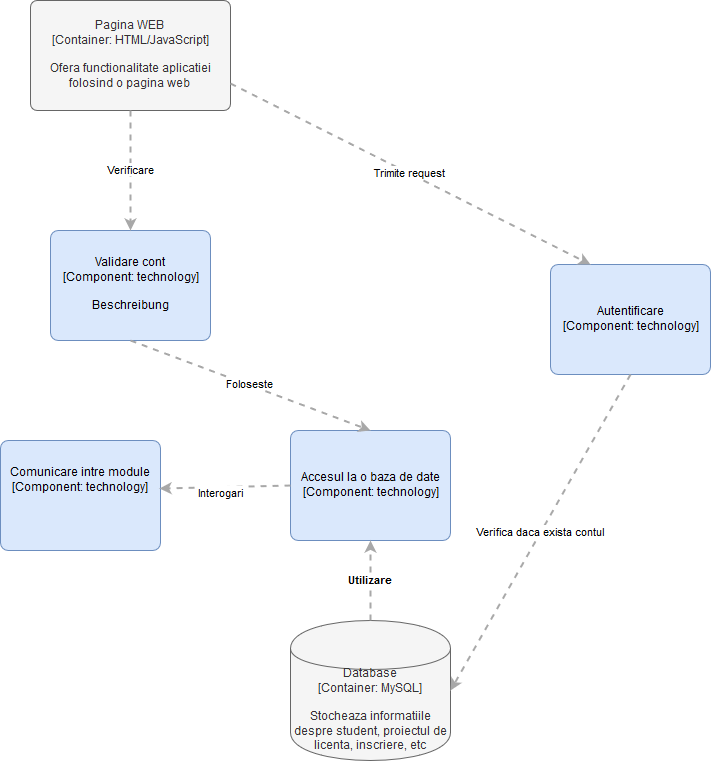 Pagina WEB
[Container: HTML/JavaScript]
Ofera functionalitate aplicatiei
folosind o pagina web
Verificare
Trimite request
Validare cont
[Component: technology]
Beschreibung
Autentificare
[Component: technology]
Foloseste
Comunicare intre module
[Component: technology]
Interogari
Accesul la o baza de date
[Component: technology]
Verifica daca exista contul
Utilizare
Database
[Container: MySQL]
Stocheaza informatiile
despre student, proiectul de
licenta, inscriere, etc